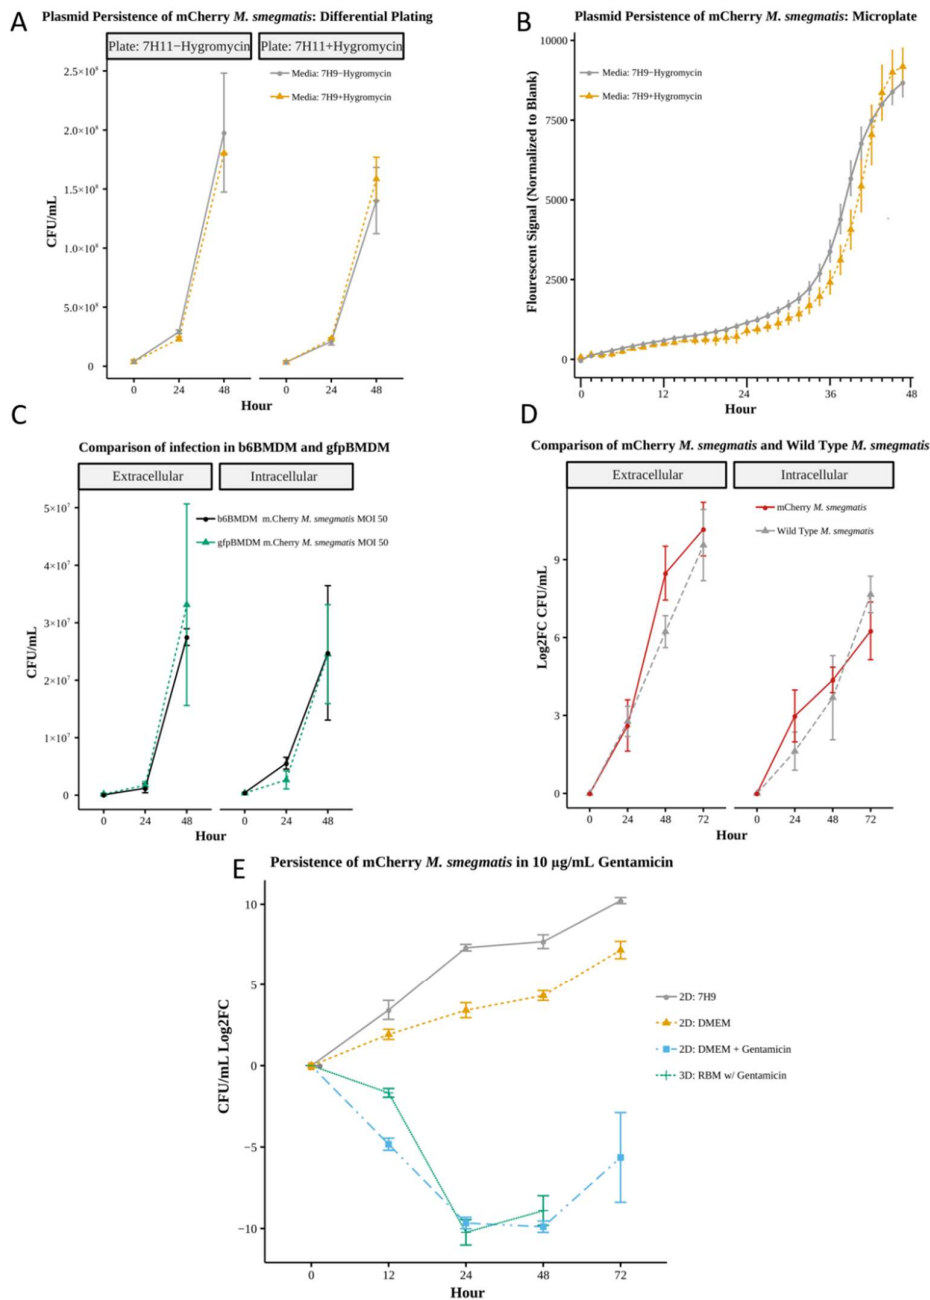 A
Plasmid Persistence of mCherry M. smegmatis: Differential Plating
Plate: 7H11−Hygromycin
Plate: 7H11+Hygromycin
Media: 7H9−Hygromycin
Media: 7H9+Hygromycin
CFU/mL
2.5×10⁸
2.0×10⁸
1.5×10⁸
1.0×10⁸
5.0×10⁸
0
0 24 48 0 24 48
Hour
B
Plasmid Persistence of mCherry M. smegmatis: Microplate
Media: 7H9−Hygromycin
Media: 7H9+Hygromycin
Flourescent Signal (Normalized to Blank)
10000
7500
5000
2500
0
0 12 24 36 48
Hour
C
Comparison of infection in b6BMDM and gfpBMDM
Extracellular
Intracellular
b6BMDM m.Cherry M. smegmatis MOI 50
gfpBMDM m.Cherry M. smegmatis MOI 50
CFU/mL
5×10⁷
4×10⁷
3×10⁷
2×10⁷
1×10⁷
0
0 24 48 0 24 48
Hour
D
Comparison of mCherry M. smegmatis and Wild Type M. smegmatis
Extracellular
Intracellular
mCherry M. smegmatis
Wild Type M. smegmatis
Log2FC CFU/mL
9
6
3
0
0 24 48 72 0 24 48 72
Hour
E
Persistence of mCherry M. smegmatis in 10 µg/mL Gentamicin
CFU/mL Log2FC
10
5
0
−5
−10
0 12 24 48 72
Hour
2D: 7H9
2D: DMEM
2D: DMEM + Gentamicin
3D: RBM w/ Gentamicin